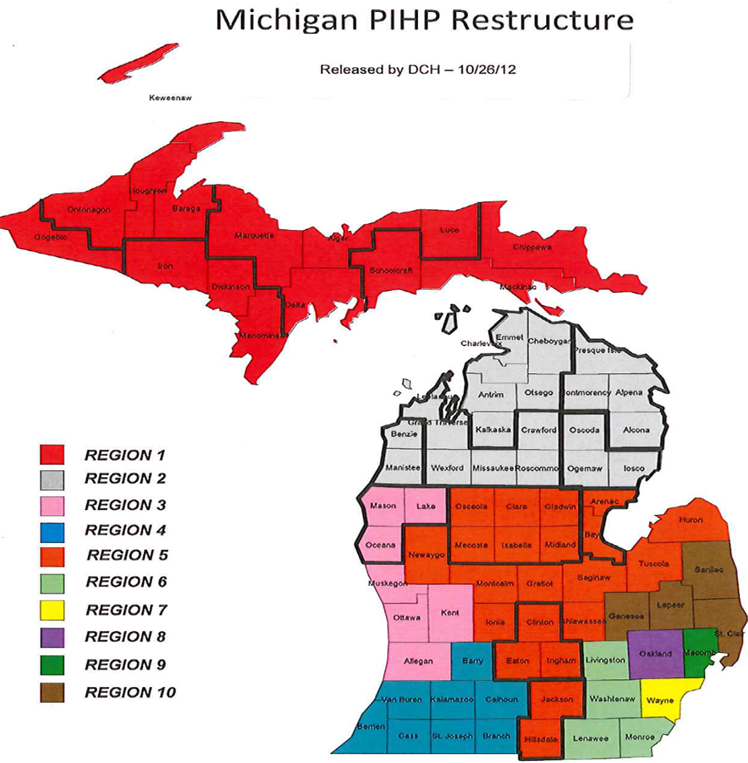 Michigan PIHP Restructure
Released by DCH – 10/26/12
Keweenaw
Houghton
Ontonagon
Baraga
Gogebic
Marquette
Alger
Luce
Chippewa
Iron
Schoolcraft
Dickinson
Mackinac
Delta
Menominee
Emmet
Cheboygan
Charlevoix
Presque Isle
Antrim
Otsego
Montmorency
Alpena
Leelanau
Grand Traverse
Benzie
Kalkaska
Crawford
Oscoda
Alcona
Manistee
Wexford
Missaukee
Roscommo
Ogemaw
Iosco
REGION 1
REGION 2
REGION 3
REGION 4
REGION 5
REGION 6
REGION 7
REGION 8
REGION 9
REGION 10
Mason
Lake
Osceola
Clare
Gladwin
Arenac
Huron
Oceana
Newaygo
Mecosta
Isabella
Midland
Bay
Tuscola
Sanilac
Muskegon
Montcalm
Gratiot
Saginaw
Ottawa
Kent
Ionia
Clinton
Shiawassee
Genesee
Lapeer
St. Clair
Allegan
Barry
Eaton
Ingham
Livingston
Oakland
Macomb
Van Buren
Kalamazoo
Calhoun
Jackson
Washtenaw
Wayne
Berrien
Cass
St. Joseph
Branch
Hillsdale
Lenawee
Monroe